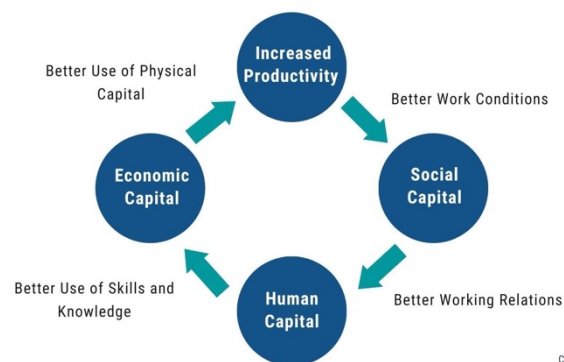 Increased
Productivity
Better Use of Physical
Capital
Better Work Conditions
Economic
Capital
Social
Capital
Better Use of Skills and
Knowledge
Human
Capital
Better Working Relations
c